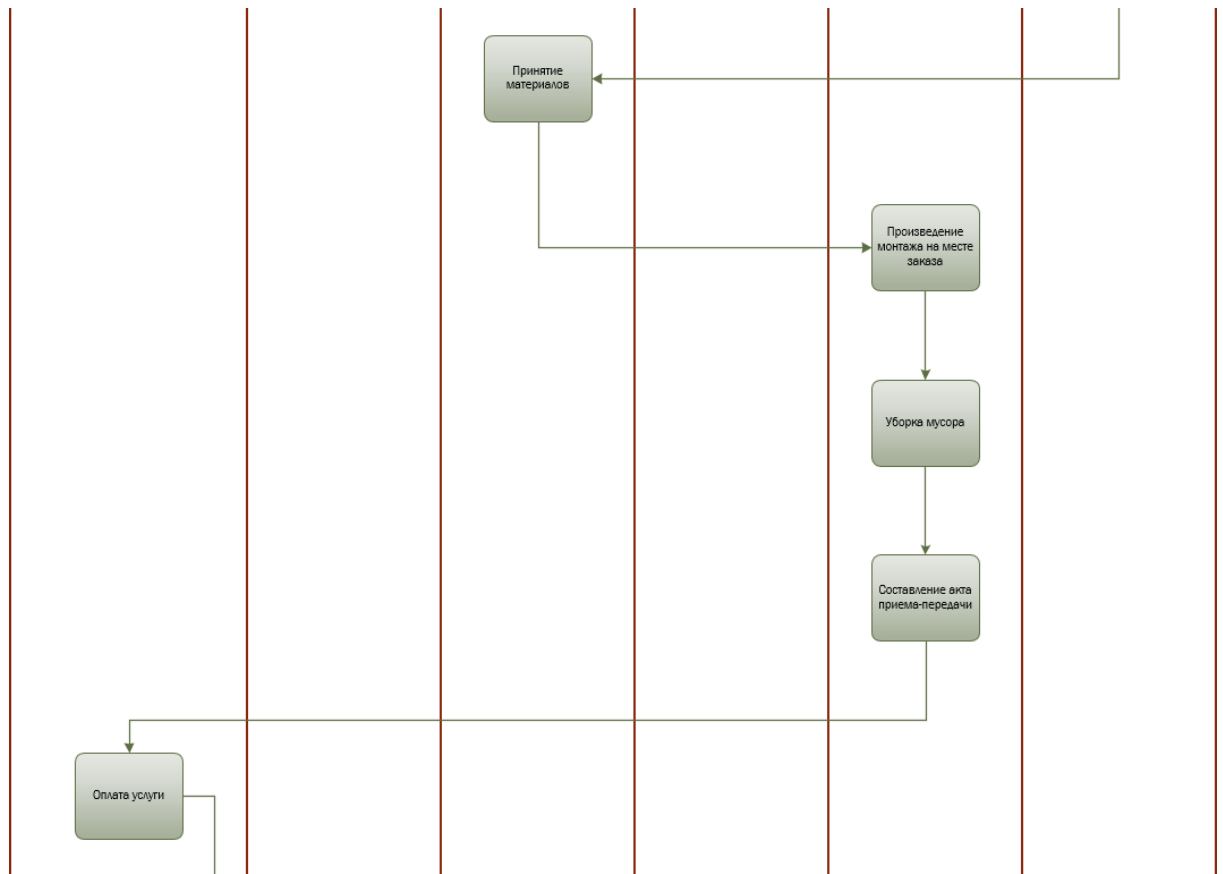 Принятие
материалов
Произведение
монтажа на месте
заказа
Уборка мусора
Составление акта
приема-передачи
Оплата услуги